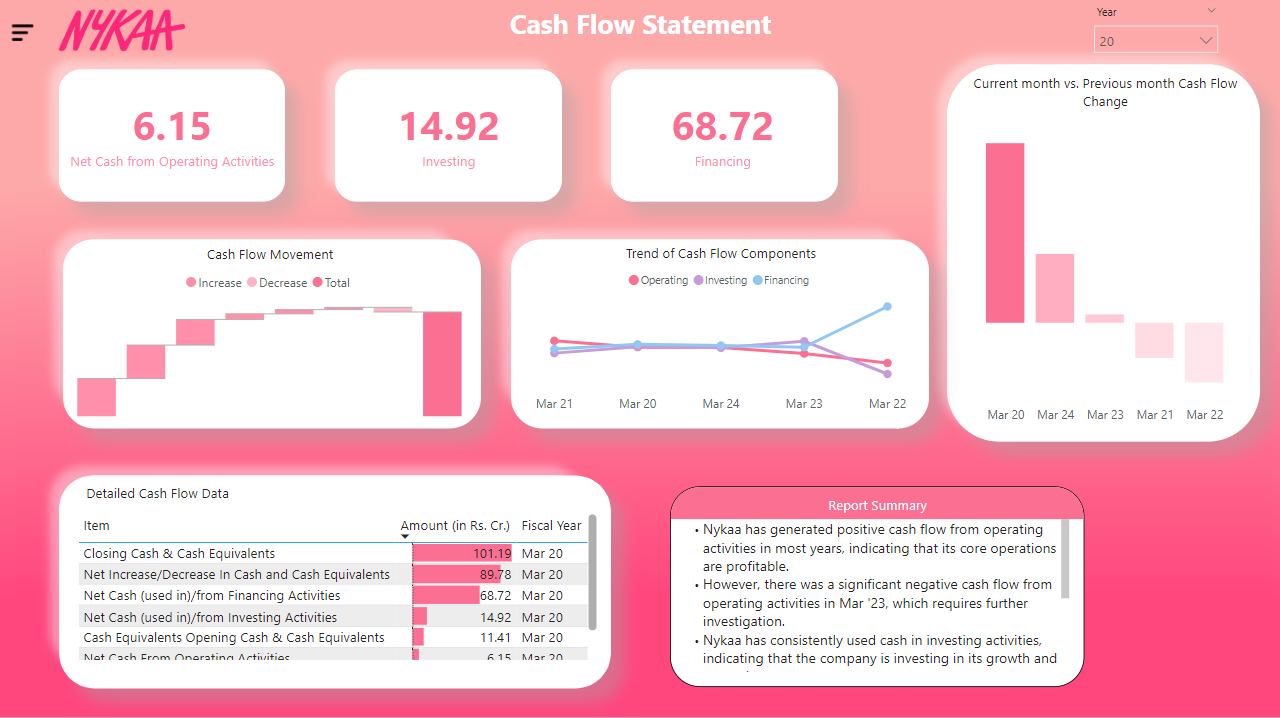 NYKAA
Cash Flow Statement
Year
20
6.15
Net Cash from Operating Activities
14.92
Investing
68.72
Financing
Current month vs. Previous month Cash Flow
Change
Mar 20 Mar 24 Mar 23 Mar 21 Mar 22
Cash Flow Movement
Increase Decrease Total
Trend of Cash Flow Components
Operating Investing Financing
Mar 21 Mar 20 Mar 24 Mar 23 Mar 22
Detailed Cash Flow Data
Item Amount (in Rs. Cr.) Fiscal Year
Closing Cash & Cash Equivalents 101.19 Mar 20
Net Increase/Decrease In Cash and Cash Equivalents 89.78 Mar 20
Net Cash (used in)/from Financing Activities 68.72 Mar 20
Net Cash (used in)/from Investing Activities 14.92 Mar 20
Cash Equivalents Opening Cash & Cash Equivalents 11.41 Mar 20
Net Cash From Operating Activities 6.15 Mar 20
Report Summary
• Nykaa has generated positive cash flow from operating
activities in most years, indicating that its core operations
are profitable.
• However, there was a significant negative cash flow from
operating activities in Mar '23, which requires further
investigation.
• Nykaa has consistently used cash in investing activities,
indicating that the company is investing in its growth and